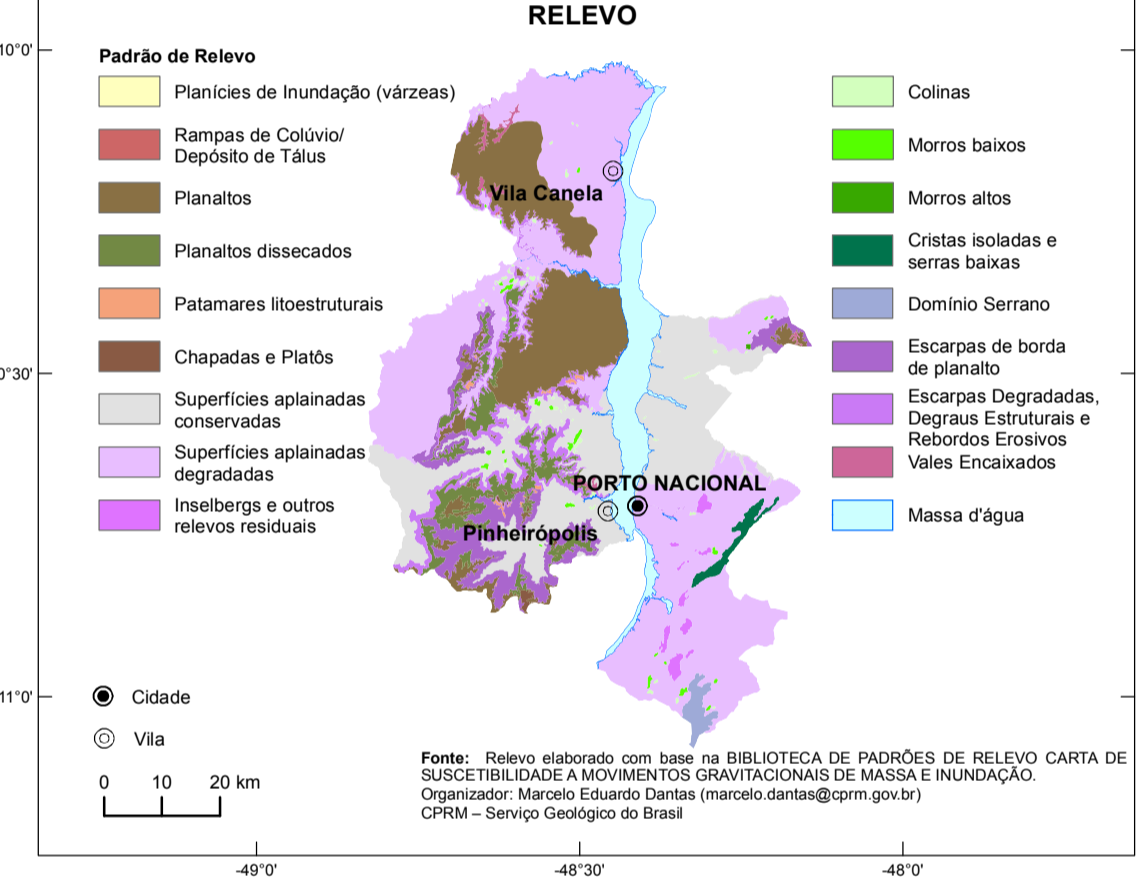 RELEVO
Padrão de Relevo
Planícies de Inundação (várzeas)
Rampas de Colúvio/
Depósito de Tálus
Planaltos
Planaltos dissecados
Patamares litoestruturais
Chapadas e Platôs
Superfícies aplainadas
conservadas
Superfícies aplainadas
degradadas
Inselbergs e outros
relevos residuais
Colinas
Morros baixos
Morros altos
Cristas isoladas e
serras baixas
Domínio Serrano
Escarpas de borda
de planalto
Escarpas Degradadas,
Degraus Estruturais e
Rebordos Erosivos
Vales Encaixados
Massa d'água
Vila Canela
PORTO NACIONAL
Pinheirópolis
Cidade
Vila
0 10 20 km
Fonte: Relevo elaborado com base na BIBLIOTECA DE PADRÕES DE RELEVO CARTA DE
SUSCETIBILIDADE A MOVIMENTOS GRAVITACIONAIS DE MASSA E INUNDAÇÃO.
Organizador: Marcelo Eduardo Dantas (marcelo.dantas@cprm.gov.br)
CPRM – Serviço Geológico do Brasil
10°0'
0°30'
11°0'
-49°0'
-48°30'
-48°0'